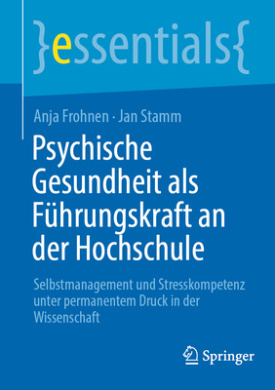 }essentials{
Anja Frohnen · Jan Stamm
Psychische
Gesundheit als
Führungskraft an
der Hochschule
Selbstmanagement und Stresskompetenz
unter permanentem Druck in der
Wissenschaft
Springer